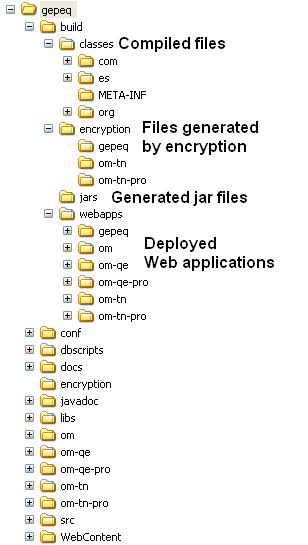 gepeq
build
classes Compiled files
com
es
META-INF
org
encryption Files generated
gepeq by encryption
om-tn
om-tn-pro
jars Generated jar files
webapps
gepeq
om Deployed
om-qe Web applications
om-qe-pro
om-tn
om-tn-pro
conf
dbscripts
docs
encryption
javadoc
libs
om
om-qe
om-qe-pro
om-tn
om-tn-pro
src
WebContent